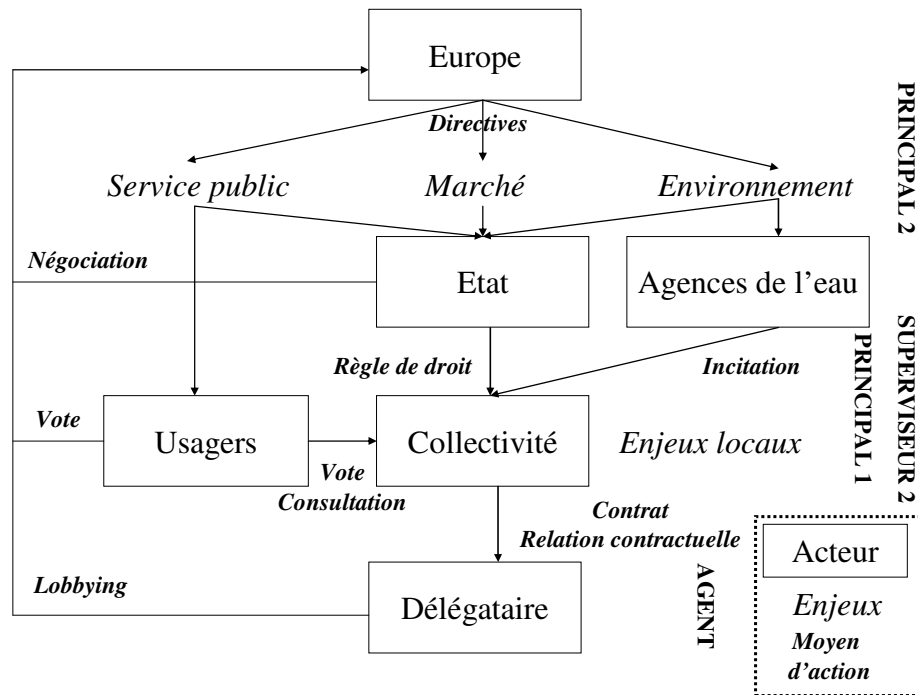 Europe
Directives
Service public
Marché
Environnement
PRINCIPAL 2
Négociation
Etat
Agences de l'eau
Règle de droit
Incitation
PRINCIPAL 1
SUPERVISEUR 2
Vote
Usagers
Collectivité
Enjeux locaux
Vote
Consultation
Contrat
Relation contractuelle
Lobbying
Délégataire
AGENT
Acteur
Enjeux
Moyen
d'action